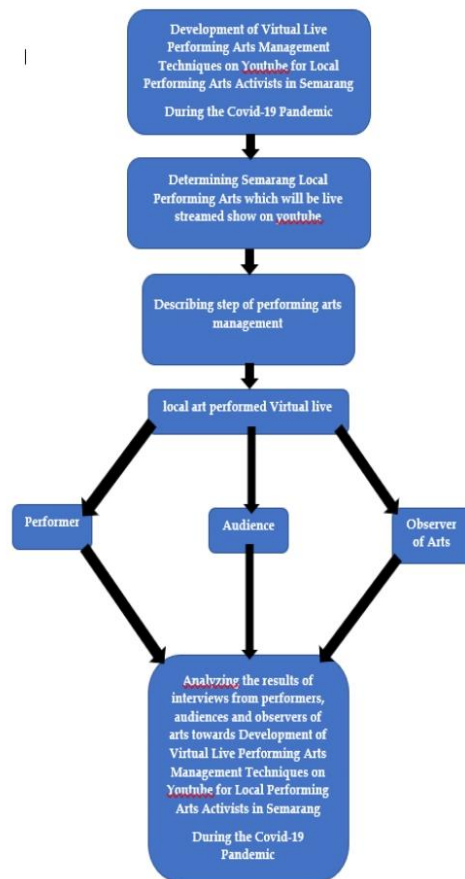 Development of Virtual Live
Performing Arts Management
Techniques on Youtube for Local
Performing Arts Activists in Semarang
During the Covid-19 Pandemic
Determining Semarang Local
Performing Arts which will be live
streamed show on youtube
Describing step of performing arts
management
local art performed Virtual live
Performer
Audience
Observer
of Arts
Analyzing the results of
interviews from performers,
audiences and observers of
arts towards Development of
Virtual Live Performing Arts
Management Techniques on
Youtube for Local Performing
Arts Activists in Semarang
During the Covid-19
Pandemic